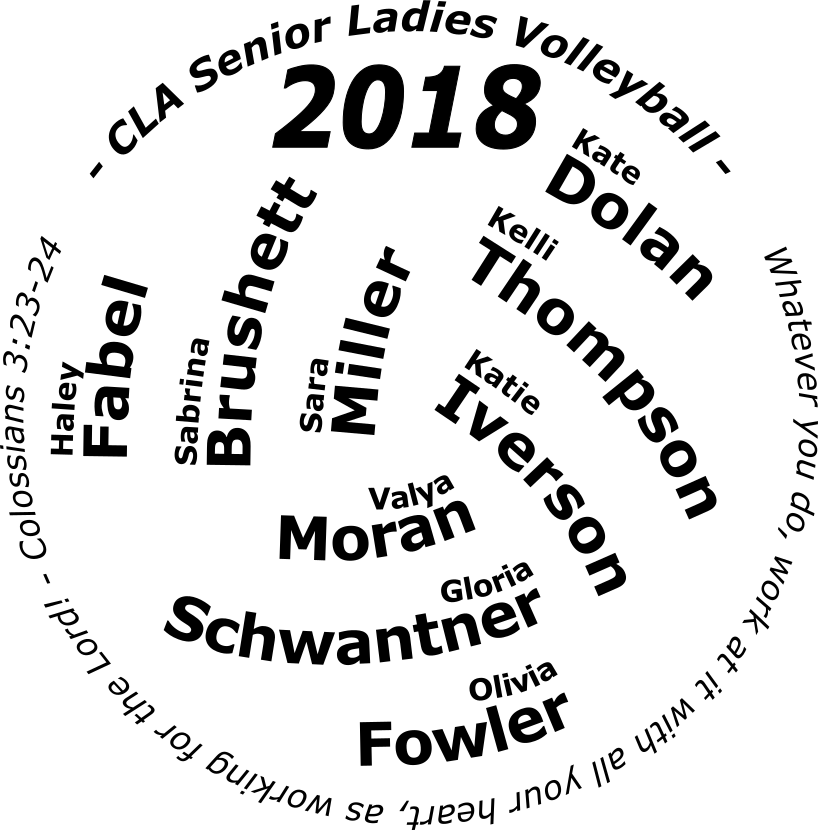 - CLA Senior Ladies Volleyball -
2018
Kate
Dolan
Kelli
Thompson
Katie
Iverson
Haley
Fabel
Sabrina
Brushett
Sara
Miller
Valya
Moran
Gloria
Schwantner
Olivia
Fowler
Whatever you do, work at it with all your heart, as working for the Lord! - Colossians 3:23-24